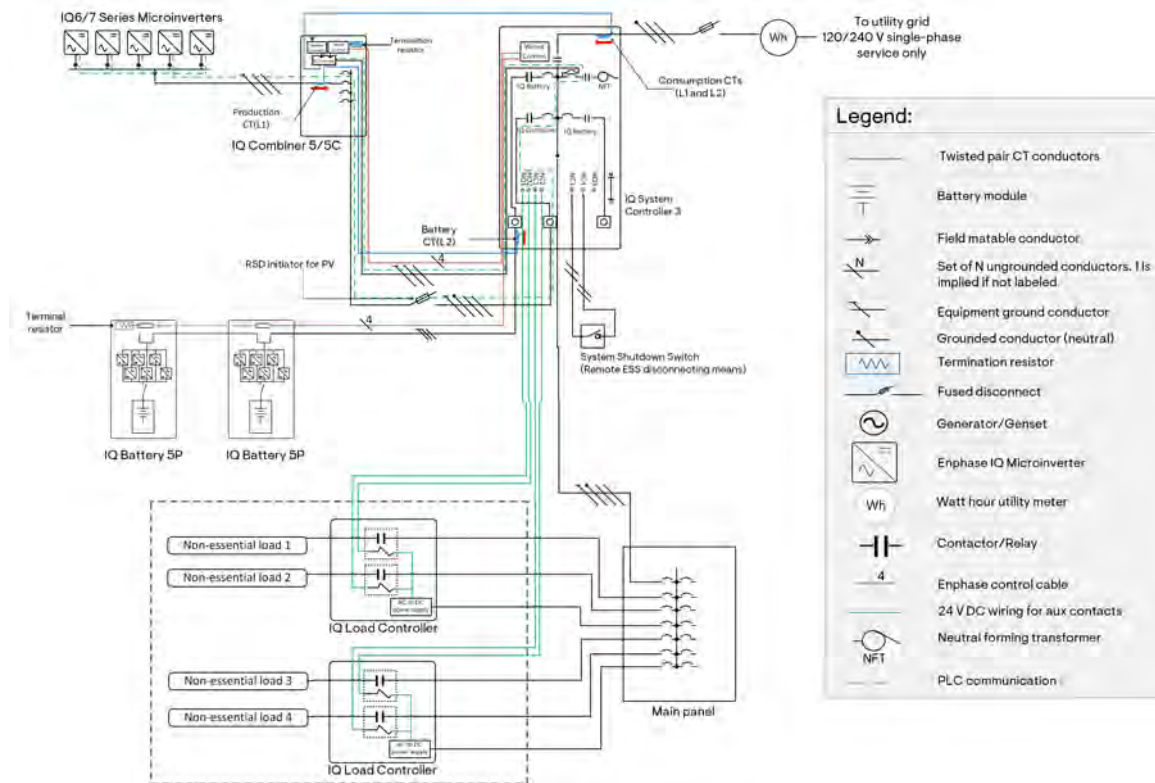 IQ6/7 Series Microinverters
Termination
resistor
Production
CT(L1)
IQ Combiner 5/5C
Wired
Control
IQ Battery
NFT
IQ Battery
Consumption CTs
(L1 and L2)
Wh
To utility grid
120/240 V single-phase
service only
IQ System
Controller 3
Battery
CT(L2)
4
RSD initiator for PV
Terminal
resistor
4
System Shutdown Switch
(Remote ESS disconnecting means)
IQ Battery 5P
IQ Battery 5P
Non-essential load 1
Non-essential load 2
IQ Load Controller
Non-essential load 3
Non-essential load 4
IQ Load Controller
Main panel
Legend:
Twisted pair CT conductors
Battery module
Field matable conductor
N
Set of N ungrounded conductors. 1 is
implied if not labeled
Equipment ground conductor
Grounded conductor (neutral)
Termination resistor
Fused disconnect
Generator/Genset
Enphase IQ Microinverter
Wh
Watt hour utility meter
Contactor/Relay
4
Enphase control cable
24 V DC wiring for aux contacts
NFT
Neutral forming transformer
PLC communication